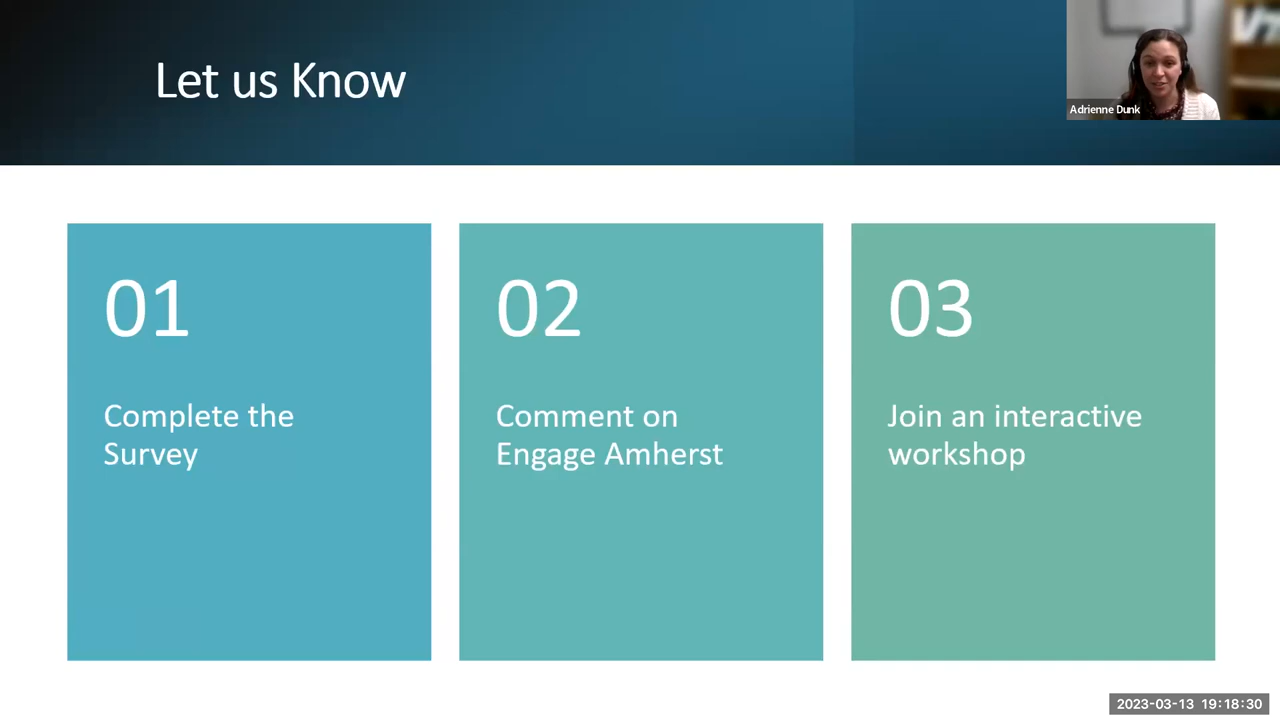 Let us Know
Adrienne Dunk
01
Complete the
Survey
02
Comment on
Engage Amherst
03
Join an interactive
workshop
2023-03-13 19:18:30